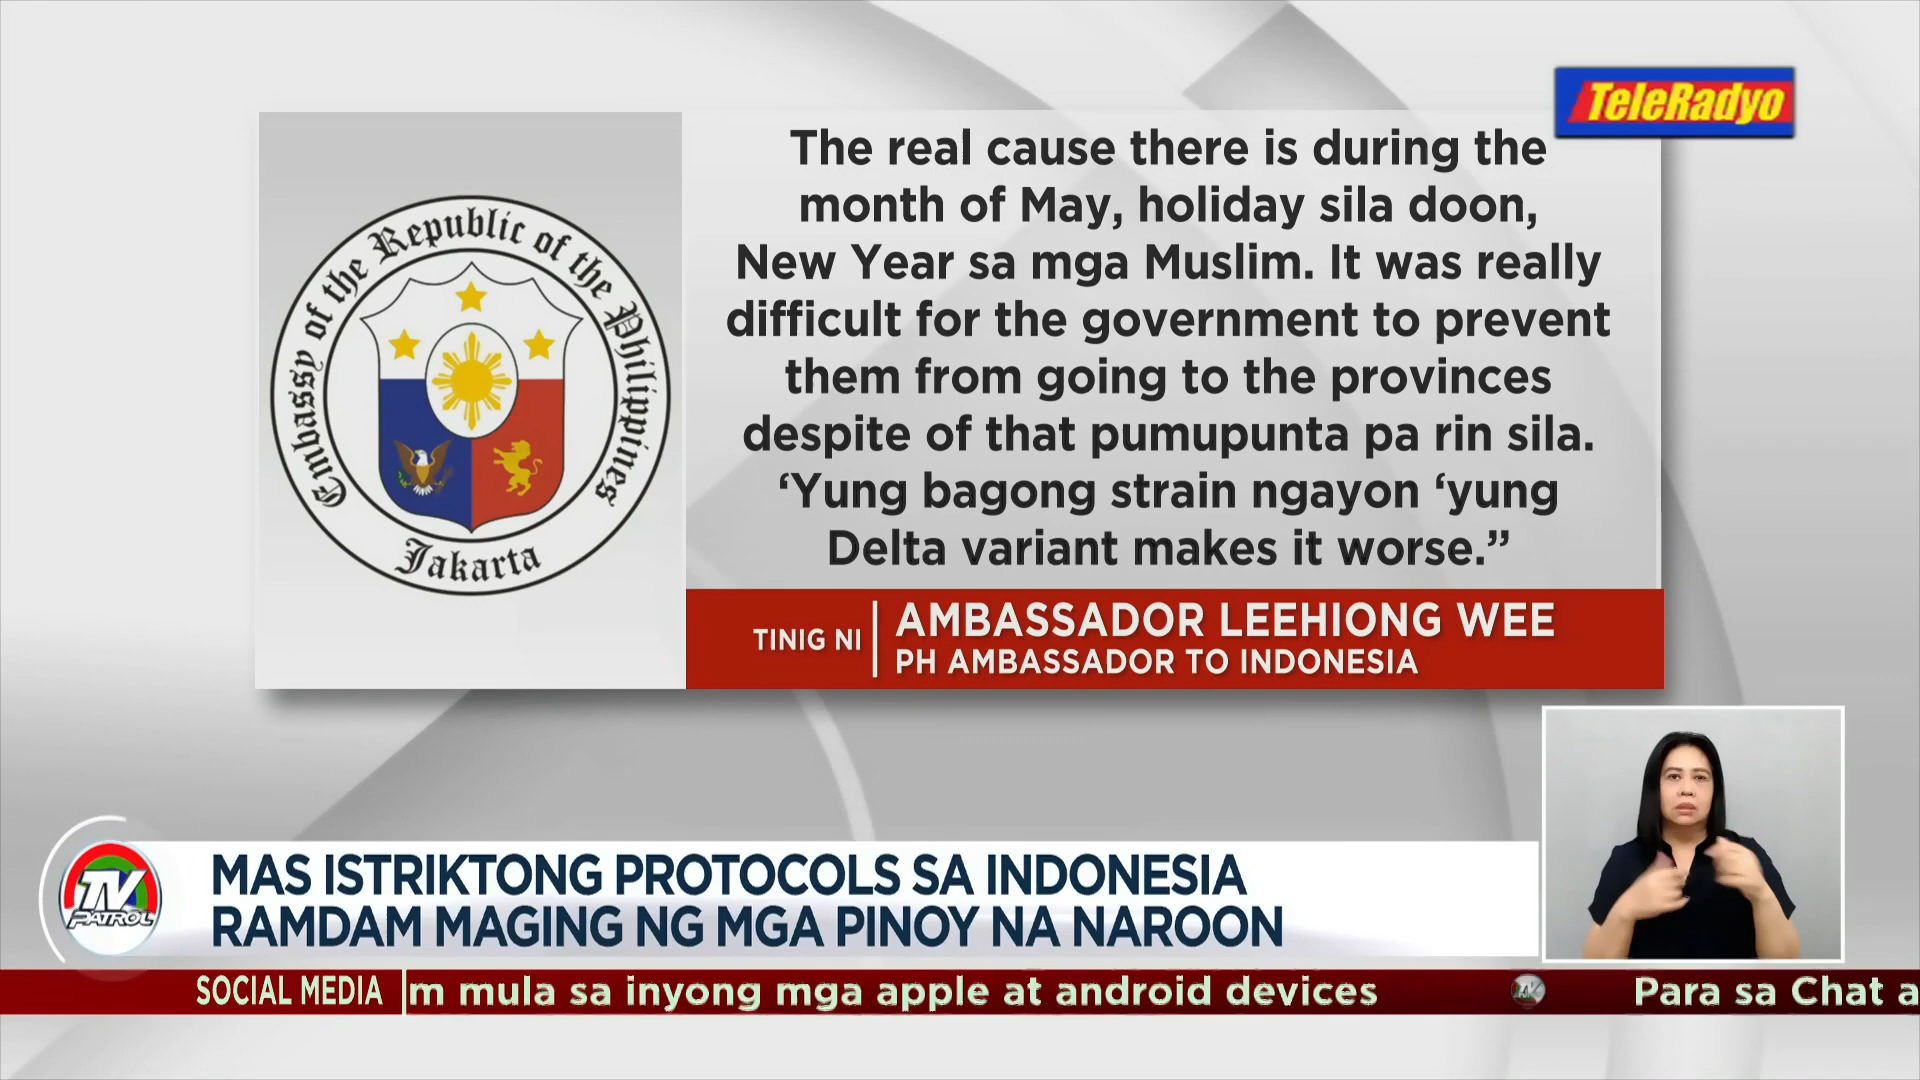 TeleRadyo
The real cause there is during the
month of May, holiday sila doon,
New Year sa mga Muslim. It was really
difficult for the government to prevent
them from going to the provinces
despite of that pumupunta pa rin sila.
‘Yung bagong strain ngayon ‘yung
Delta variant makes it worse.”
Embassy of the Republic of the Philippines
Jakarta
TINIG NI
AMBASSADOR LEEHIONG WEE
PH AMBASSADOR TO INDONESIA
TV PATROL
MAS ISTRIKTONG PROTOCOLS SA INDONESIA
RAMDAM MAGING NG MGA PINOY NA NAROON
SOCIAL MEDIA
m mula sa inyong mga apple at android devices
Para sa Chat a